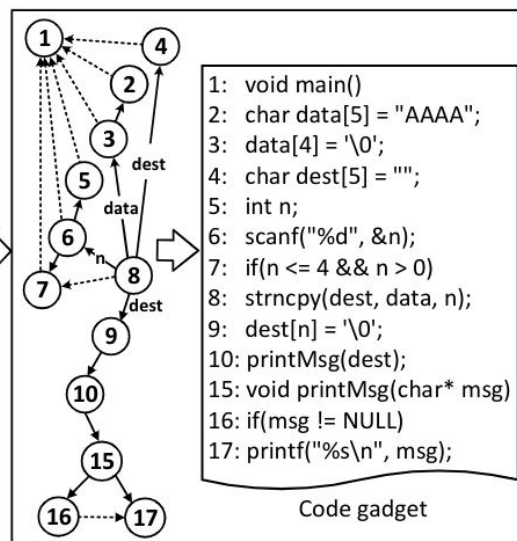 1
4
2
3
dest
5
data
6
n
8
7
dest
9
10
15
16
17
1: void main()
2: char data[5] = "AAAA";
3: data[4] = '\0';
4: char dest[5] = "";
5: int n;
6: scanf("%d", &n);
7: if(n <= 4 && n > 0)
8: strncpy(dest, data, n);
9: dest[n] = '\0';
10: printMsg(dest);
15: void printMsg(char* msg)
16: if(msg != NULL)
17: printf("%s\n", msg);
Code gadget